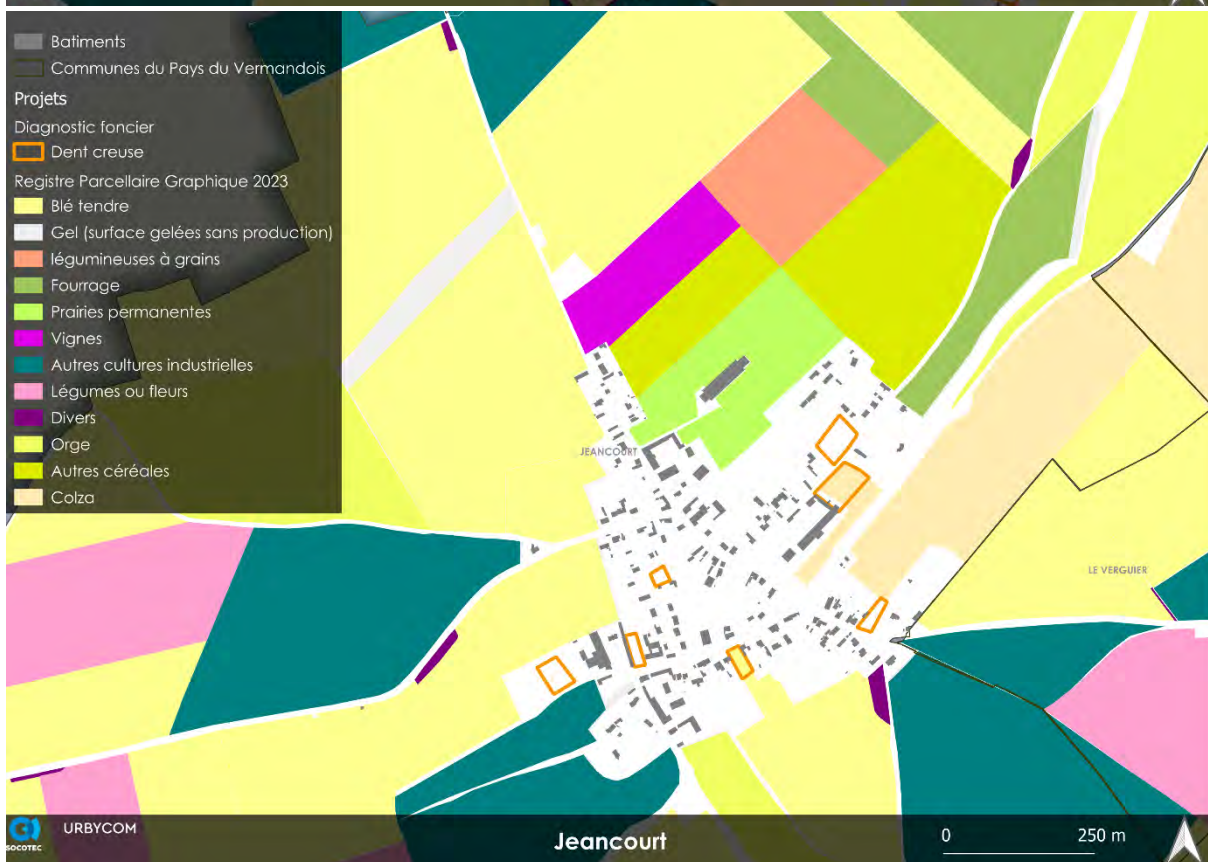 Batiments
Communes du Pays du Vermandois
Projets
Diagnostic foncier
Dent creuse
Registre Parcellaire Graphique 2023
Blé tendre
Gel (surface gelées sans production)
légumineuses à grains
Fourrage
Prairies permanentes
Vignes
Autres cultures industrielles
Légumes ou fleurs
Divers
Orge
Autres céréales
Colza
JEANCOURT
LE VERGUIER
SOCOTEC
URBYCOM
Jeancourt
0 250 m